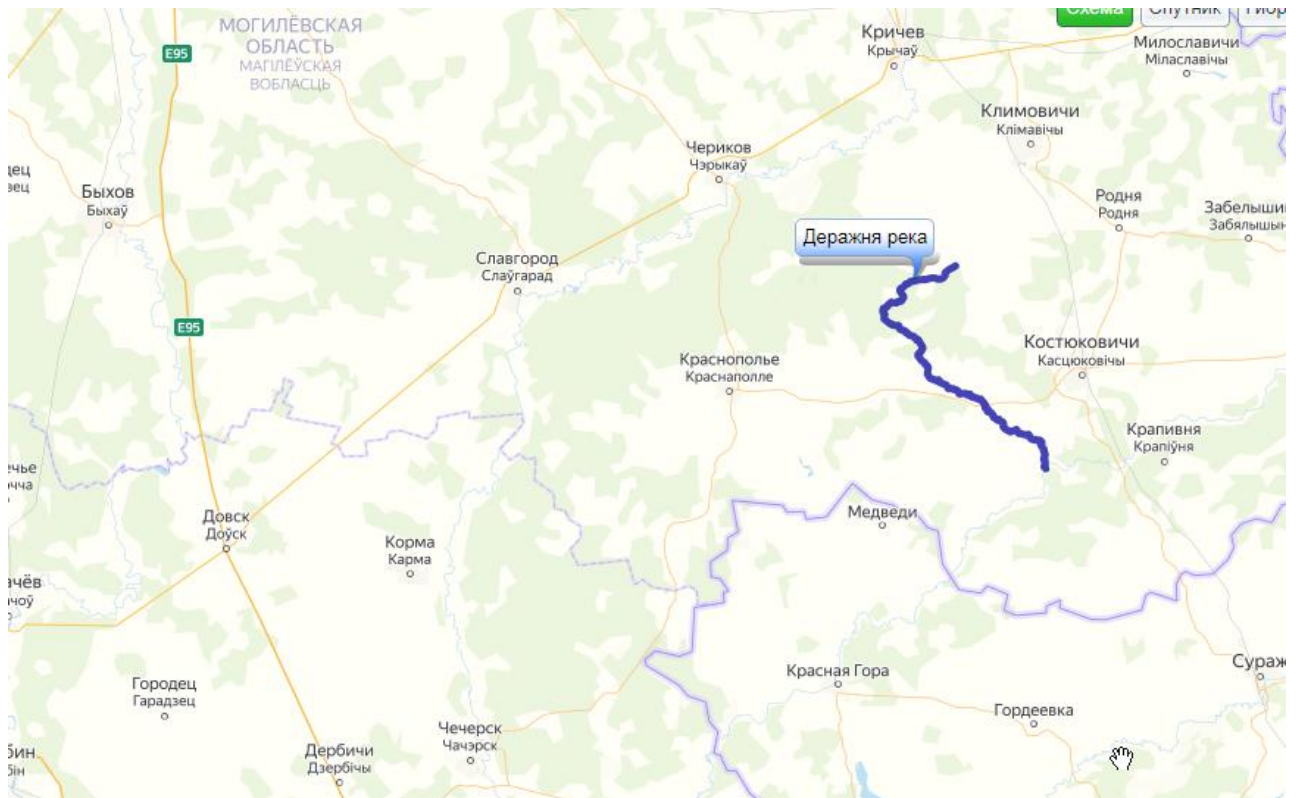 Схема
Спутник
МОГИЛЁВСКАЯ
ОБЛАСТЬ
МАГІЛЁЎСКАЯ
ВОБЛАСЦЬ
E95
Кричев
Крычаў
Милославичи
Мілаславічы
Климовичи
Клімавічы
Чериков
Чэрыкаў
Быхов
Быхаў
Родня
Родня
Деражня река
Славгород
Слаўгарад
E95
Костюковичи
Касцюковічы
Краснополье
Краснаполле
Крапивня
Крапіўня
Медведи
Довск
Доўск
Корма
Карма
Красная Гора
Сураж
Городец
Гарадзец
Гордеевка
Чечерск
Чачэрск
Дербичи
Дзербічы